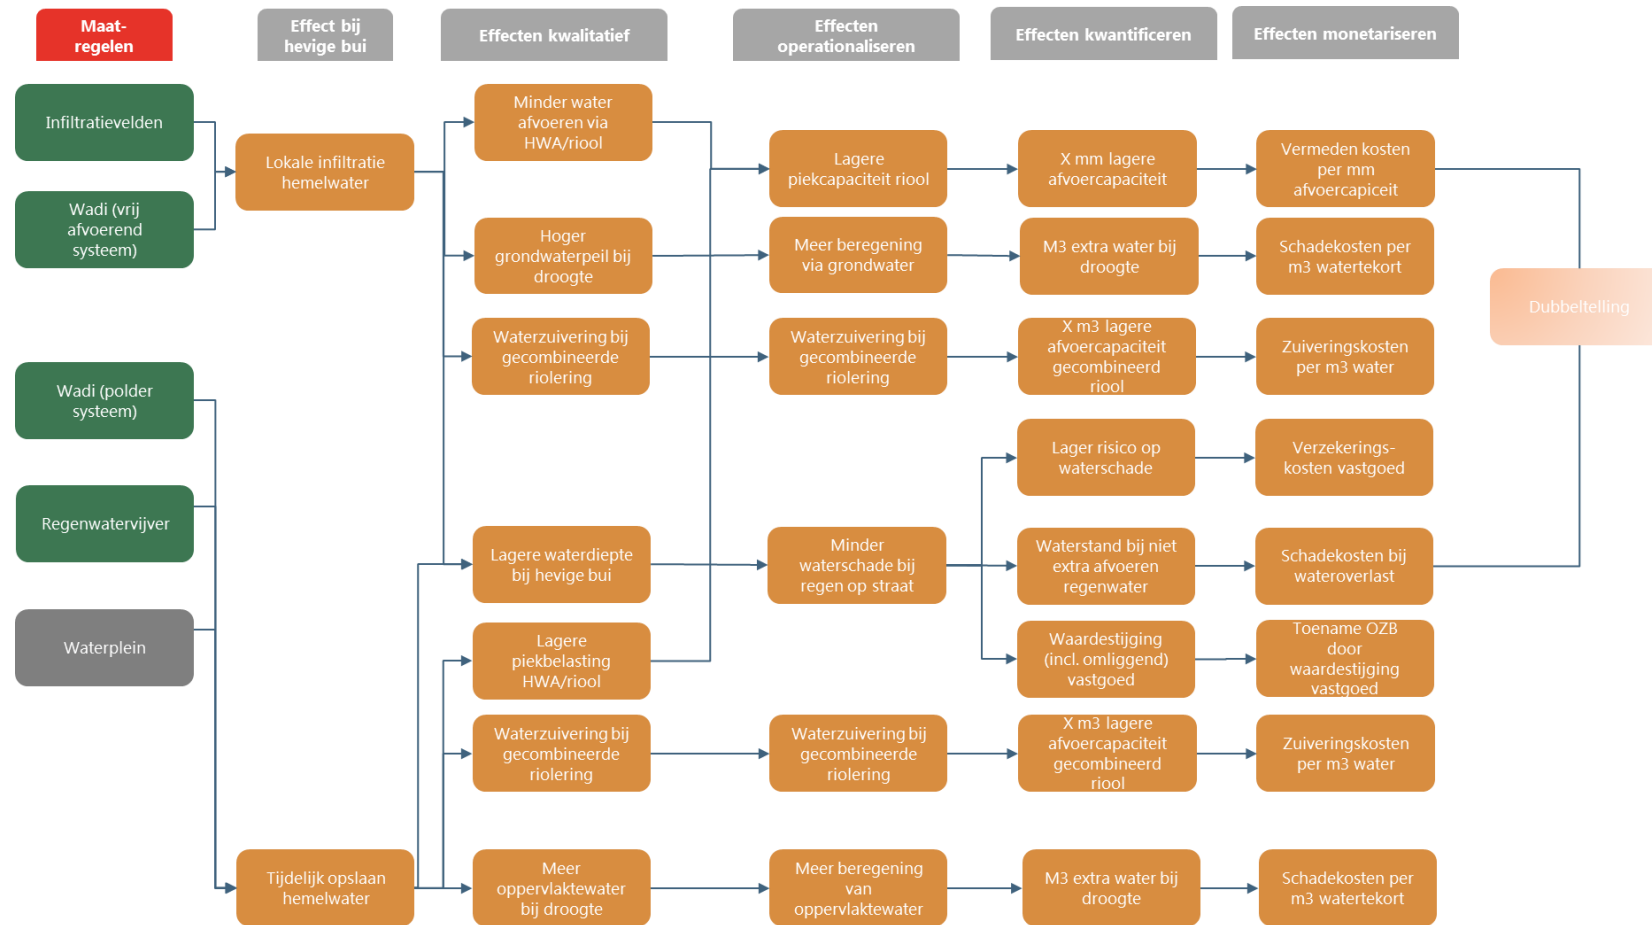 Maat-
regelen
Effect bij
hevige bui
Effecten kwalitatief
Effecten
operationaliseren
Effecten kwantificeren
Effecten monetariseren
Infiltratievelden
Wadi (vrij
afvoerend
systeem)
Wadi (polder
systeem)
Regenwatervijver
Waterplein
Lokale infiltratie
hemelwater
Tijdelijk opslaan
hemelwater
Minder water
afvoeren via
HWA/riool
Hoger
grondwaterpeil bij
droogte
Waterzuivering bij
gecombineerde
riolering
Lagere waterdiepte
bij hevige bui
Lagere
piekbelasting
HWA/riool
Waterzuivering bij
gecombineerde
riolering
Meer
oppervlaktewater
bij droogte
Lagere
piekcapaciteit riool
Meer beregening
via grondwater
Waterzuivering bij
gecombineerde
riolering
Minder
waterschade bij
regen op straat
Waterzuivering bij
gecombineerde
riolering
Meer beregening
van
oppervlaktewater
X mm lagere
afvoercapaciteit
M3 extra water bij
droogte
X m3 lagere
afvoercapaciteit
gecombineerd
riool
Lager risico op
waterschade
Waterstand bij niet
extra afvoeren
regenwater
Waardestijging
(incl. omliggend)
vastgoed
X m3 lagere
afvoercapaciteit
gecombineerd
riool
M3 extra water bij
droogte
Vermeden kosten
per mm
afvoercapiceit
Schadekosten per
m3 watertekort
Zuiveringskosten
per m3 water
Verzekerings-
kosten vastgoed
Schadekosten bij
wateroverlast
Toename OZB
door
waardestijging
vastgoed
Zuiveringskosten
per m3 water
Schadekosten per
m3 watertekort
Dubbeltelling